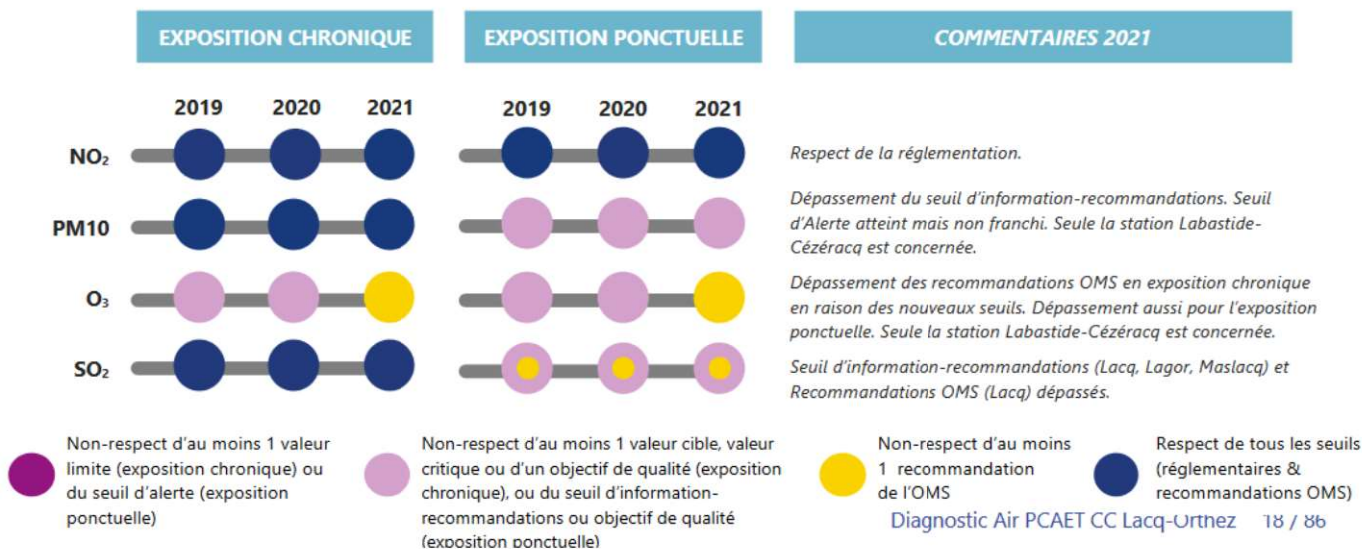 EXPOSITION CHRONIQUE
EXPOSITION PONCTUELLE
COMMENTAIRES 2021
2019 2020 2021
2019 2020 2021
NO₂
Respect de la réglementation.
PM10
Dépassement du seuil d'information-recommandations. Seuil
d'Alerte atteint mais non franchi. Seule la station Labastide-
Cézéracq est concernée.
O₃
Dépassement des recommandations OMS en exposition chronique
en raison des nouveaux seuils. Dépassement aussi pour l'exposition
ponctuelle. Seule la station Labastide-Cézéracq est concernée.
SO₂
Seuil d'information-recommandations (Lacq, Lagor, Maslacq) et
Recommandations OMS (Lacq) dépassés.
Non-respect d'au moins 1 valeur
limite (exposition chronique) ou
du seuil d'alerte (exposition
ponctuelle)
Non-respect d'au moins 1 valeur cible, valeur
critique ou d'un objectif de qualité (exposition
chronique), ou du seuil d'information-
recommandations ou objectif de qualité
(exposition ponctuelle)
Non-respect d'au moins
1 recommandation
de l'OMS
Respect de tous les seuils
(réglementaires &
recommandations OMS)
Diagnostic Air PCAET CC Lacq-Orthez 18 / 86